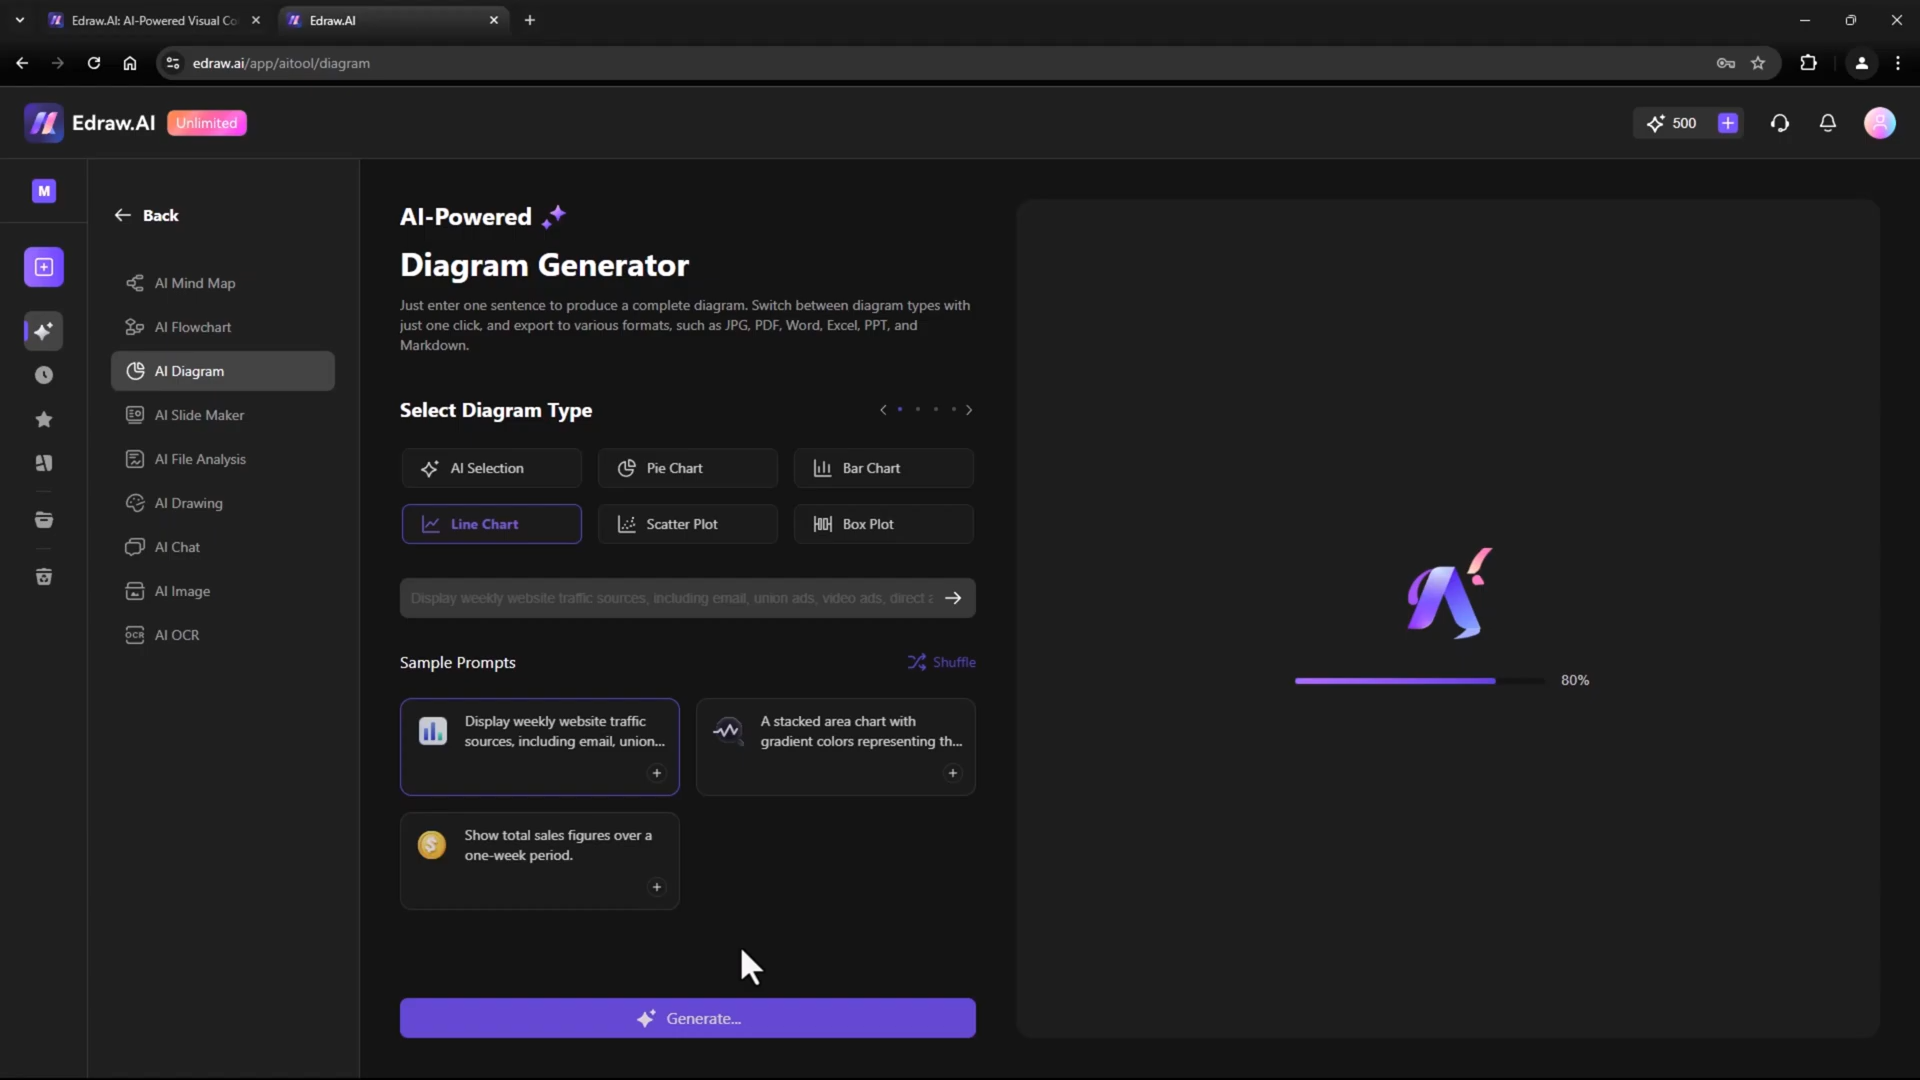 Edraw.AI: AI-Powered Visual Co
Edraw.AI
edraw.ai/app/aitool/diagram
Edraw.AI Unlimited
500
M
Back
AI Mind Map
AI Flowchart
AI Diagram
AI Slide Maker
AI File Analysis
AI Drawing
AI Chat
AI Image
OCR AI OCR
AI-Powered
Diagram Generator
Just enter one sentence to produce a complete diagram. Switch between diagram types with
just one click, and export to various formats, such as JPG, PDF, Word, Excel, PPT, and
Markdown.
Select Diagram Type
AI Selection
Pie Chart
Bar Chart
Line Chart
Scatter Plot
Box Plot
Display weekly website traffic sources, including email, union ads, video ads, direct a
Sample Prompts
Shuffle
Display weekly website traffic
sources, including email, union...
A stacked area chart with
gradient colors representing th...
Show total sales figures over a
one-week period.
Generate...
80%